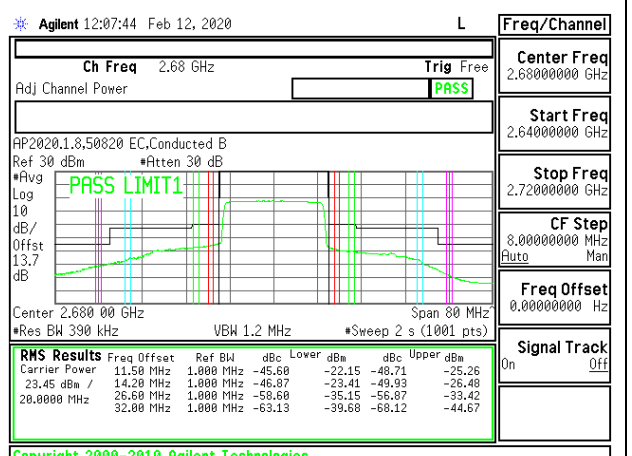 Agilent 12:07:44 Feb 12, 2020 L Freq/Channel
Ch Freq 2.68 GHz Trig Free
Adj Channel Power PASS
Center Freq
2.68000000 GHz
Start Freq
2.64000000 GHz
AP2020.1.8,50820 EC,Conducted B
Ref 30 dBm #Atten 30 dB
#Avg
Log
10
dB/
Offst
13.7
dB
PASS LIMIT1
Stop Freq
2.72000000 GHz
CF Step
8.00000000 MHz
Auto Man
Freq Offset
0.00000000 Hz
Center 2.680 00 GHz Span 80 MHz^
#Res BW 390 kHz VBW 1.2 MHz #Sweep 2 s (1001 pts)
Signal Track
On Off
RMS Results Freq Offset Ref BW dBc Lower dBm dBc Upper dBm
Carrier Power 11.50 MHz 1.000 MHz -45.60 -22.15 -48.71 -25.26
23.45 dBm / 14.20 MHz 1.000 MHz -46.87 -23.41 -49.93 -26.48
20.0000 MHz 26.60 MHz 1.000 MHz -58.60 -35.15 -56.87 -33.42
32.00 MHz 1.000 MHz -63.13 -39.68 -68.12 -44.67
Copyright 2000-2010 Agilent Technologies